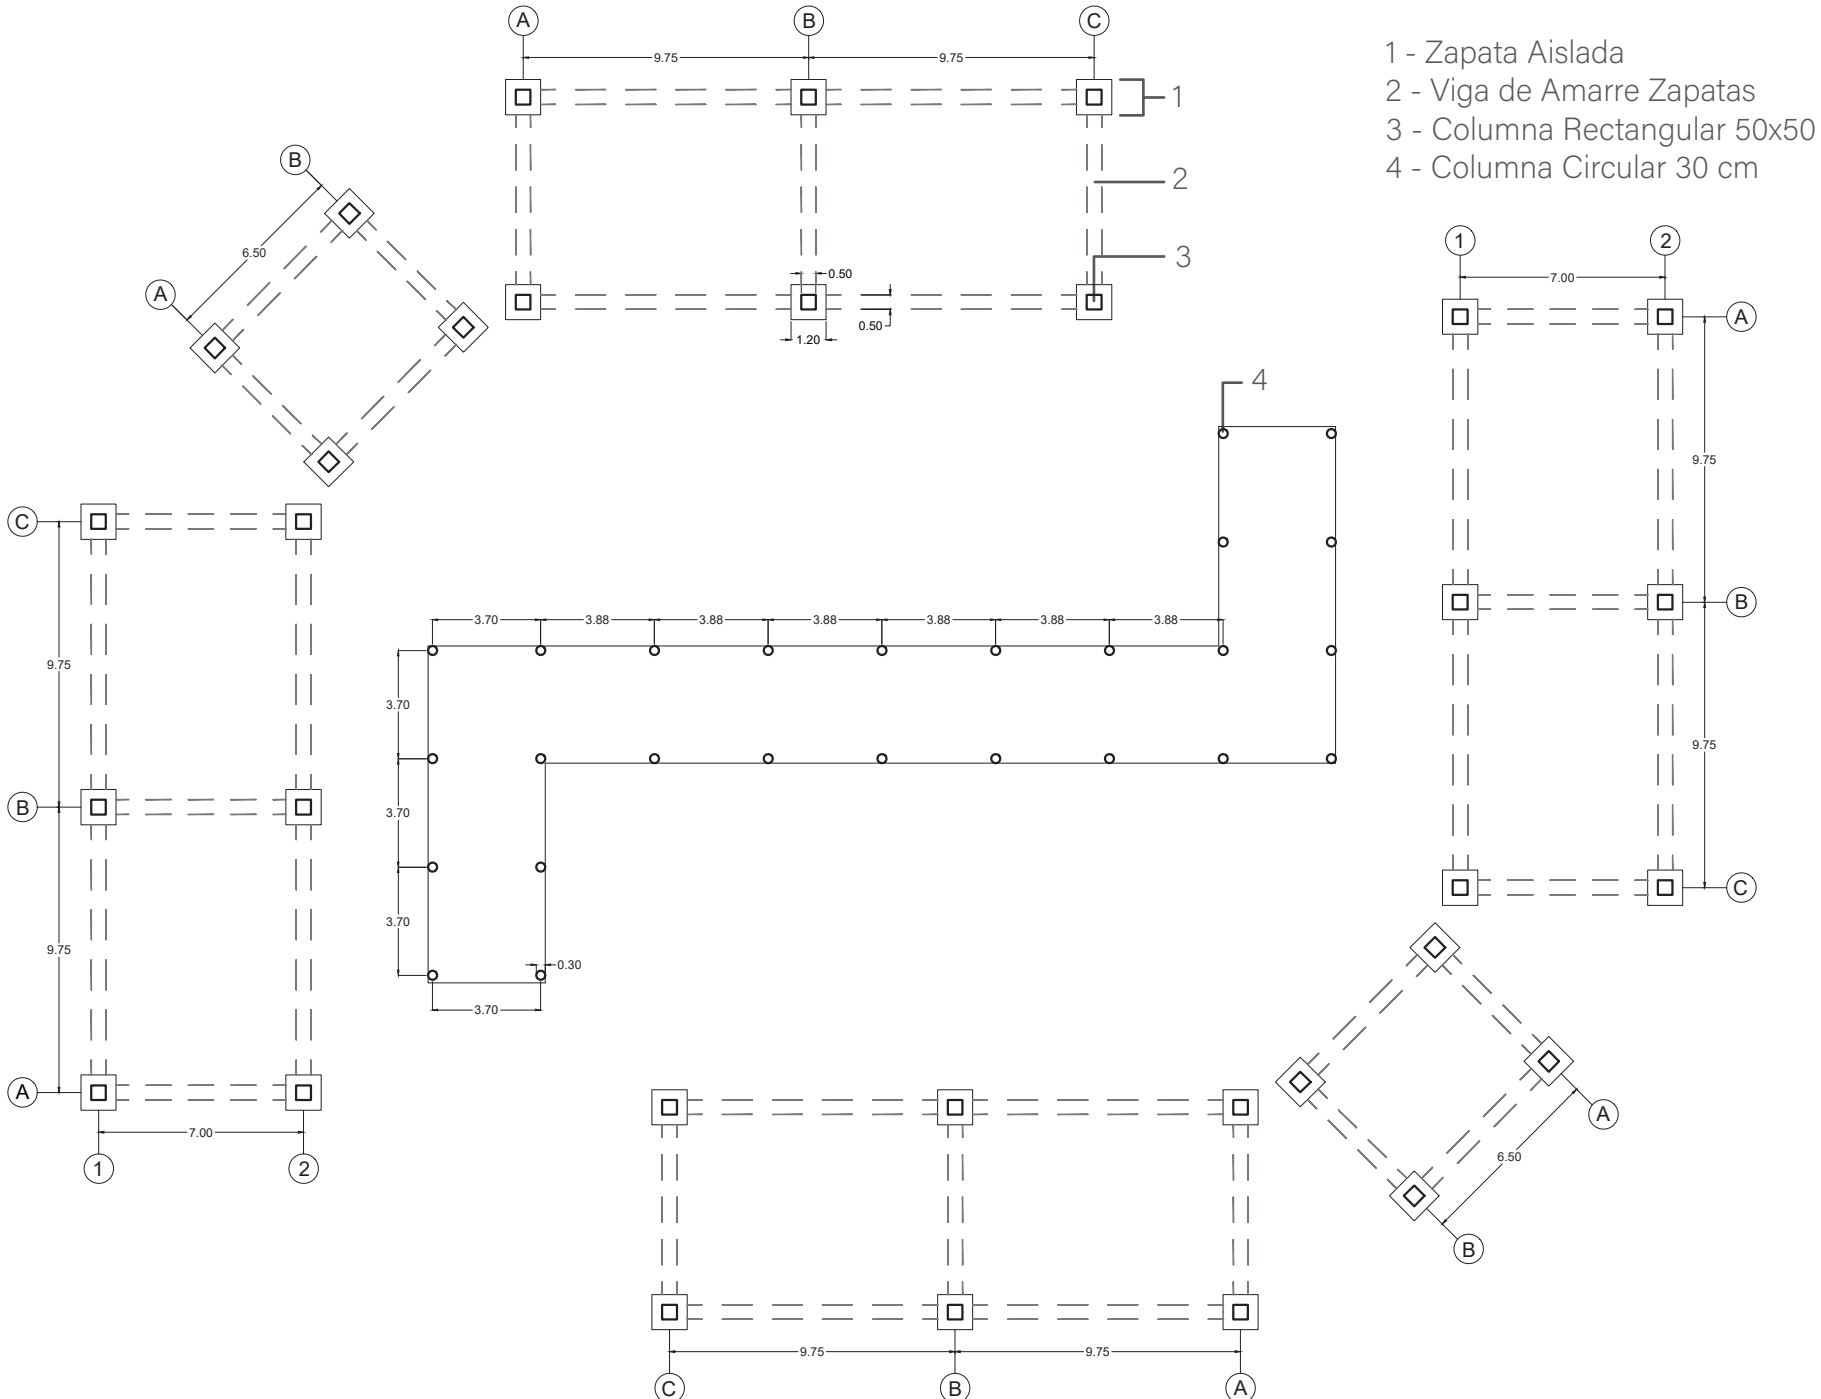 A
B
C
9.75
9.75
1 - Zapata Aislada
2 - Viga de Amarre Zapatas
3 - Columna Rectangular 50x50
4 - Columna Circular 30 cm
1
2
3
0.50
0.50
1.20
B
6.50
A
1
2
7.00
A
9.75
B
9.75
C
4
C
9.75
B
9.75
A
7.00
1
2
3.70
3.88
3.88
3.88
3.88
3.88
3.88
3.70
3.70
3.70
0.30
3.70
A
6.50
B
9.75
9.75
C
B
A